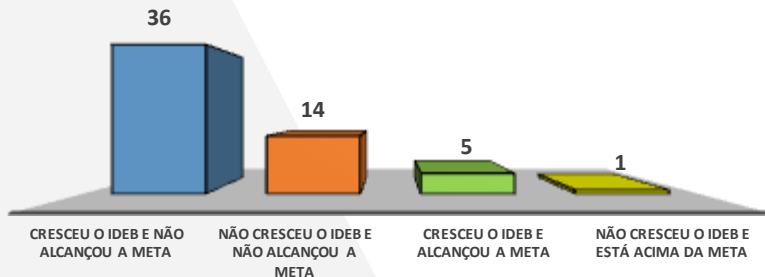 36
14
5
1
CRESCEU O IDEB E NÃO
ALCANÇOU A META
NÃO CRESCEU O IDEB E
NÃO ALCANÇOU A
META
CRESCEU O IDEB E
ALCANÇOU A META
NÃO CRESCEU O IDEB E
ESTÁ ACIMA DA META